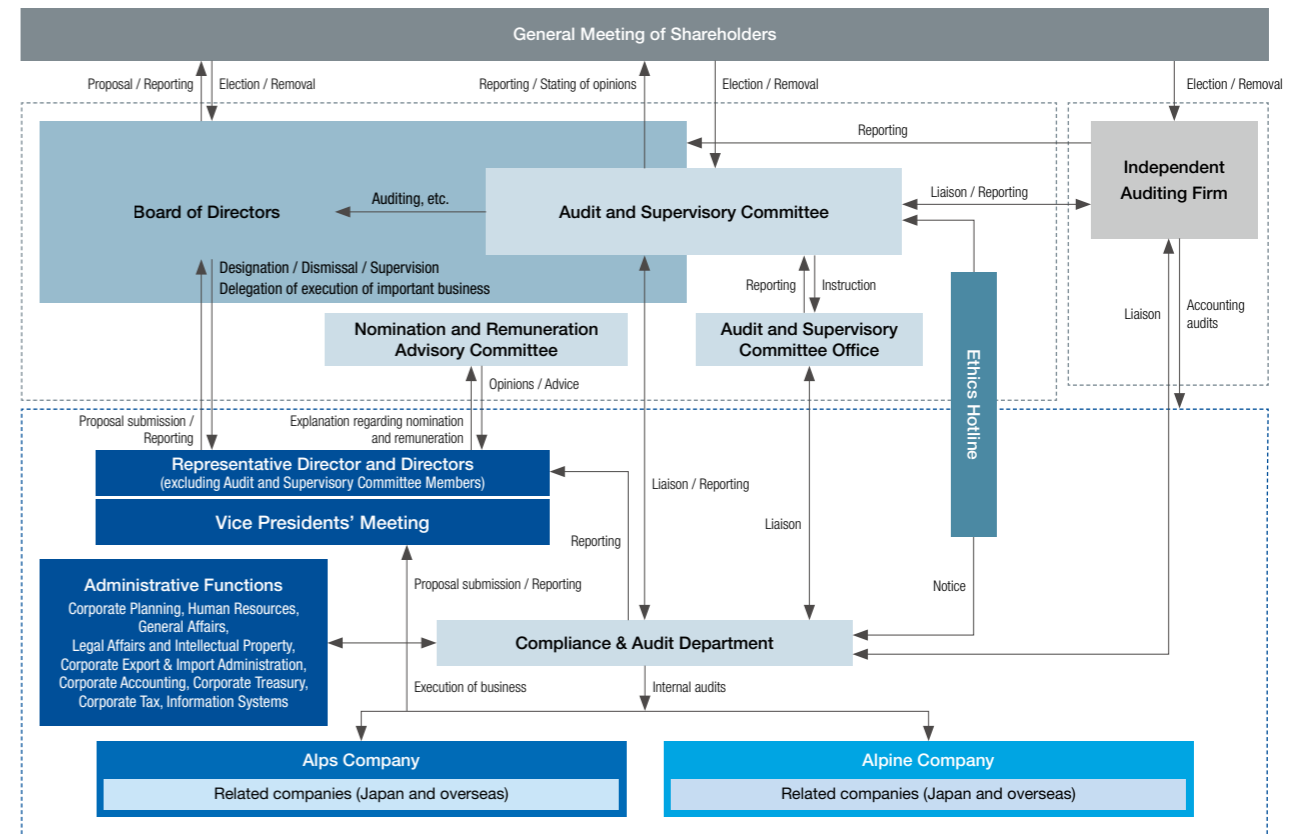 General Meeting of Shareholders
Proposal / Reporting
Election / Removal
Reporting / Stating of opinions
Election / Removal
Election / Removal
Reporting
Independent
Auditing Firm
Board of Directors
Auditing, etc.
Audit and Supervisory Committee
Liaison / Reporting
Designation / Dismissal / Supervision
Delegation of execution of important business
Reporting
Instruction
Liaison
Accounting
audits
Nomination and Remuneration
Advisory Committee
Audit and Supervisory
Committee Office
Ethics Hotline
Opinions / Advice
Proposal submission /
Reporting
Explanation regarding nomination
and remuneration
Representative Director and Directors
(excluding Audit and Supervisory Committee Members)
Vice Presidents’ Meeting
Liaison / Reporting
Liaison
Reporting
Proposal submission / Reporting
Notice
Administrative Functions
Corporate Planning, Human Resources,
General Affairs,
Legal Affairs and Intellectual Property,
Corporate Export & Import Administration,
Corporate Accounting, Corporate Treasury,
Corporate Tax, Information Systems
Compliance & Audit Department
Execution of business
Internal audits
Alps Company
Related companies (Japan and overseas)
Alpine Company
Related companies (Japan and overseas)